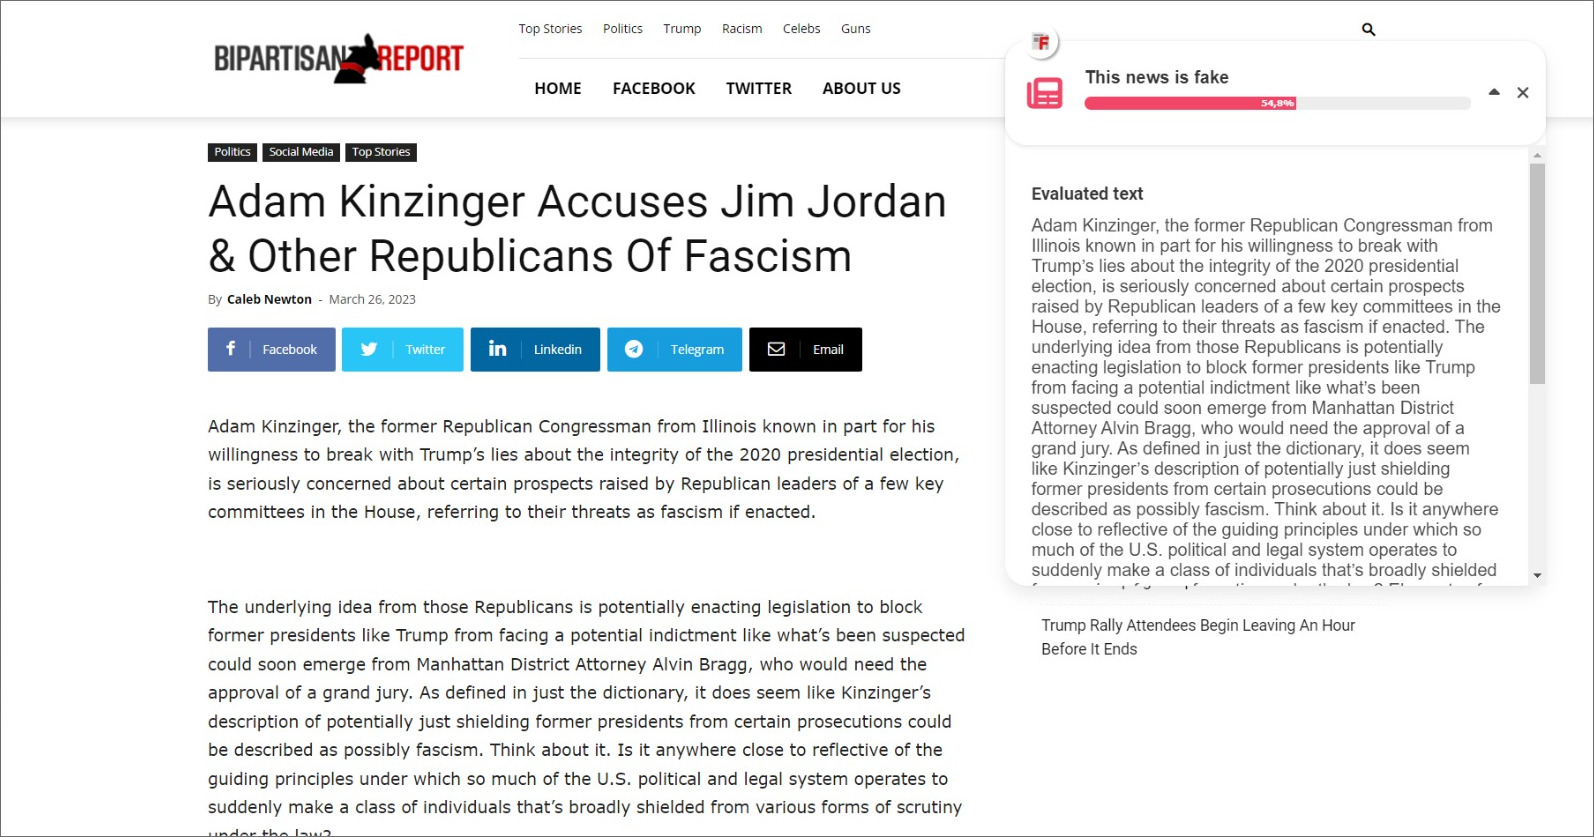 BIPARTISAN REPORT
Top Stories Politics Trump Racism Celebs Guns
HOME FACEBOOK TWITTER ABOUT US
Politics Social Media Top Stories
Adam Kinzinger Accuses Jim Jordan
& Other Republicans Of Fascism
By Caleb Newton - March 26, 2023
Facebook Twitter Linkedin Telegram Email
Adam Kinzinger, the former Republican Congressman from Illinois known in part for his
willingness to break with Trump’s lies about the integrity of the 2020 presidential election,
is seriously concerned about certain prospects raised by Republican leaders of a few key
committees in the House, referring to their threats as fascism if enacted.
The underlying idea from those Republicans is potentially enacting legislation to block
former presidents like Trump from facing a potential indictment like what’s been suspected
could soon emerge from Manhattan District Attorney Alvin Bragg, who would need the
approval of a grand jury. As defined in just the dictionary, it does seem like Kinzinger’s
description of potentially just shielding former presidents from certain prosecutions could
be described as possibly fascism. Think about it. Is it anywhere close to reflective of the
guiding principles under which so much of the U.S. political and legal system operates to
suddenly make a class of individuals that’s broadly shielded from various forms of scrutiny
under the law?
F
This news is fake
54,8%
Evaluated text
Adam Kinzinger, the former Republican Congressman from
Illinois known in part for his willingness to break with
Trump’s lies about the integrity of the 2020 presidential
election, is seriously concerned about certain prospects
raised by Republican leaders of a few key committees in the
House, referring to their threats as fascism if enacted. The
underlying idea from those Republicans is potentially
enacting legislation to block former presidents like Trump
from facing a potential indictment like what’s been
suspected could soon emerge from Manhattan District
Attorney Alvin Bragg, who would need the approval of a
grand jury. As defined in just the dictionary, it does seem
like Kinzinger’s description of potentially just shielding
former presidents from certain prosecutions could be
described as possibly fascism. Think about it. Is it anywhere
close to reflective of the guiding principles under which so
much of the U.S. political and legal system operates to
suddenly make a class of individuals that’s broadly shielded
Trump Rally Attendees Begin Leaving An Hour
Before It Ends